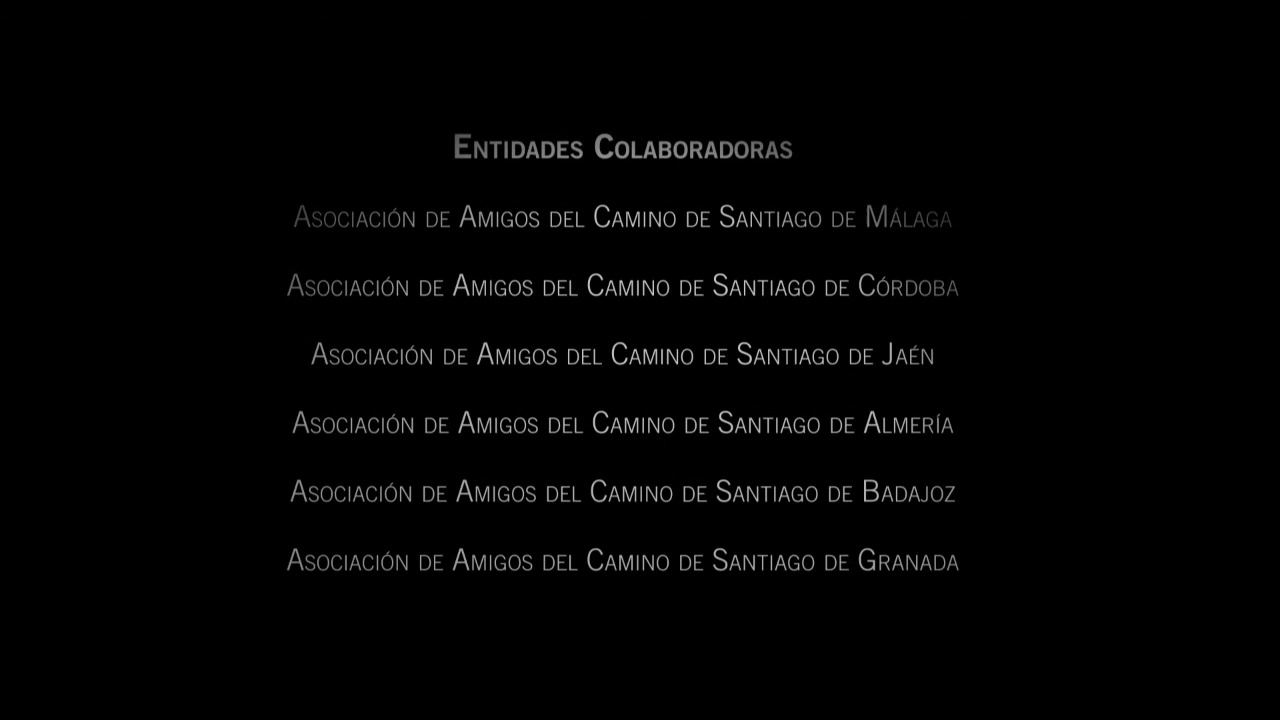 Entidades Colaboradoras
Asociación de Amigos del Camino de Santiago de Málaga
Asociación de Amigos del Camino de Santiago de Córdoba
Asociación de Amigos del Camino de Santiago de Jaén
Asociación de Amigos del Camino de Santiago de Almería
Asociación de Amigos del Camino de Santiago de Badajoz
Asociación de Amigos del Camino de Santiago de Granada